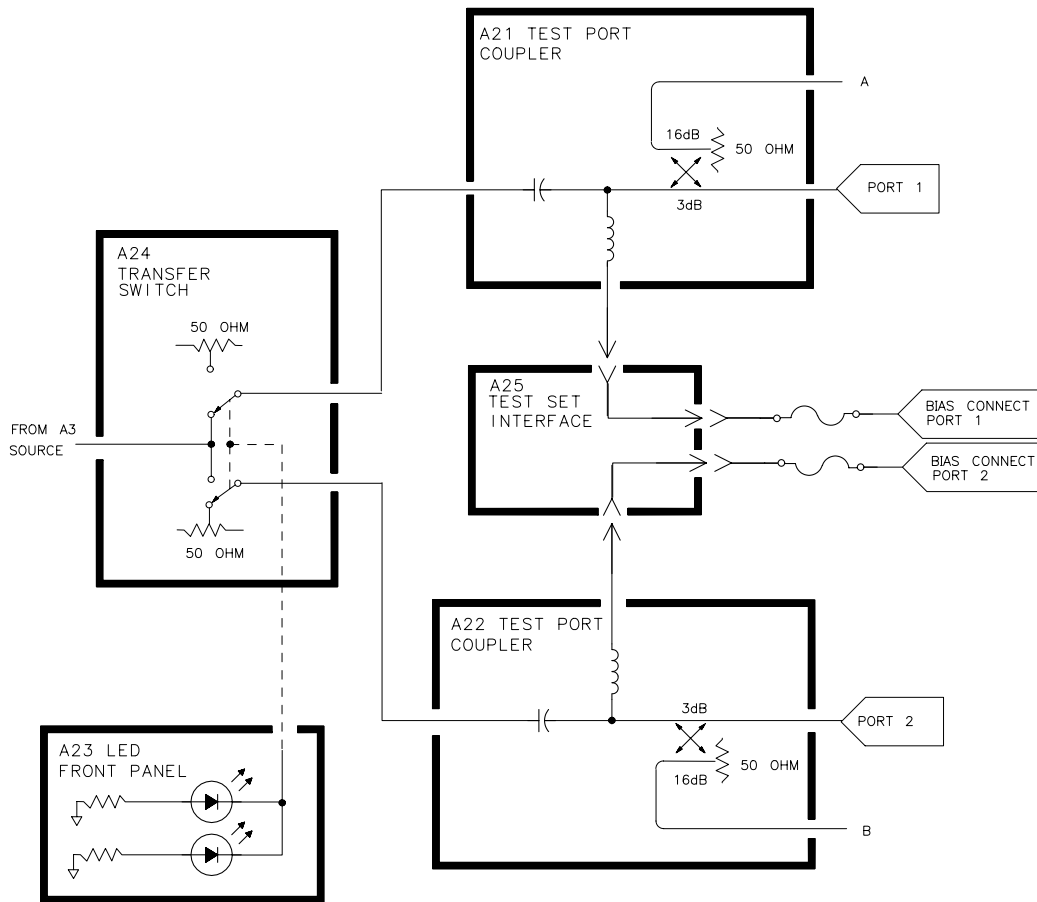 A21 TEST PORT
COUPLER
A
16dB
50 OHM
3dB
PORT 1
A24
TRANSFER
SWITCH
50 OHM
FROM A3
SOURCE
50 OHM
A25
TEST SET
INTERFACE
BIAS CONNECT
PORT 1
BIAS CONNECT
PORT 2
A22 TEST PORT
COUPLER
3dB
PORT 2
50 OHM
16dB
B
A23 LED
FRONT PANEL